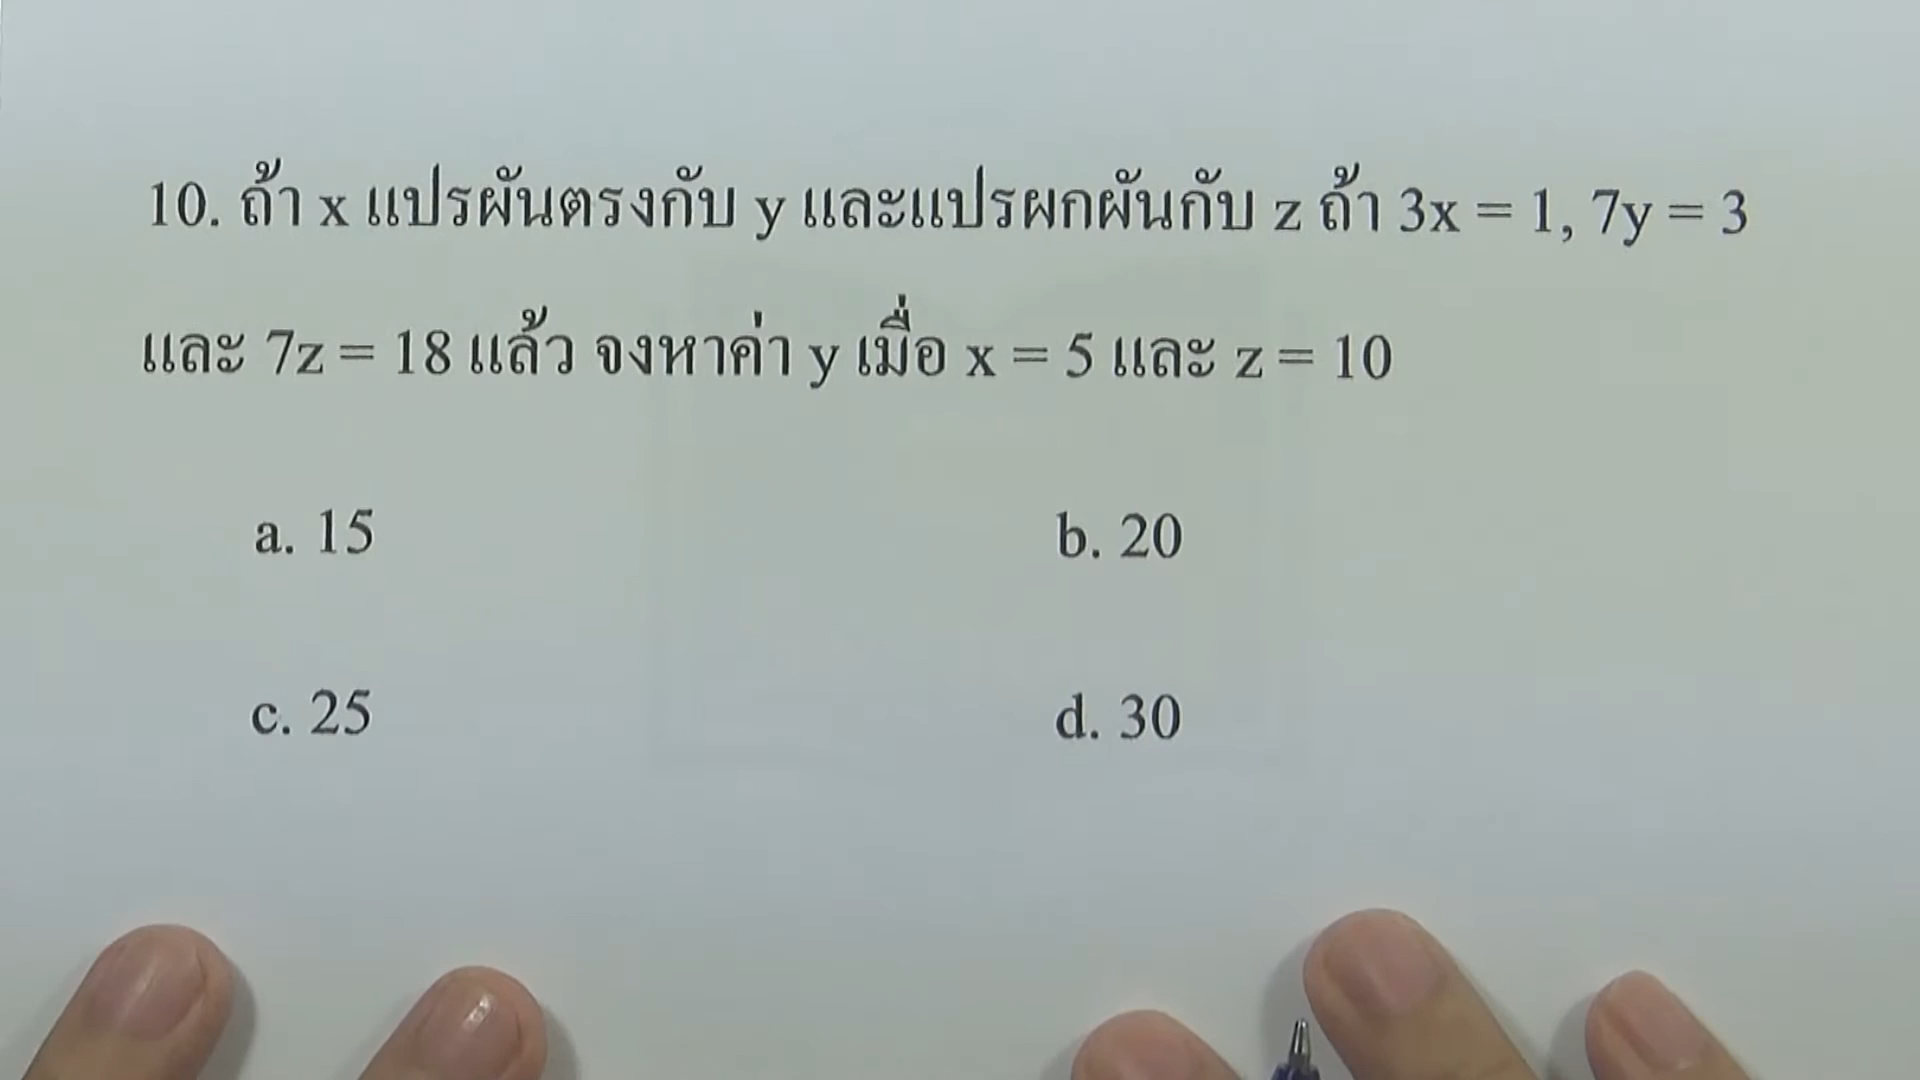 10. ถ้า x แปรผันตรงกับ y และแปรผกผันกับ z ถ้า 3x = 1, 7y = 3
และ 7z = 18 แล้ว จงหาค่า y เมื่อ x = 5 และ z = 10
a. 15
b. 20
c. 25
d. 30